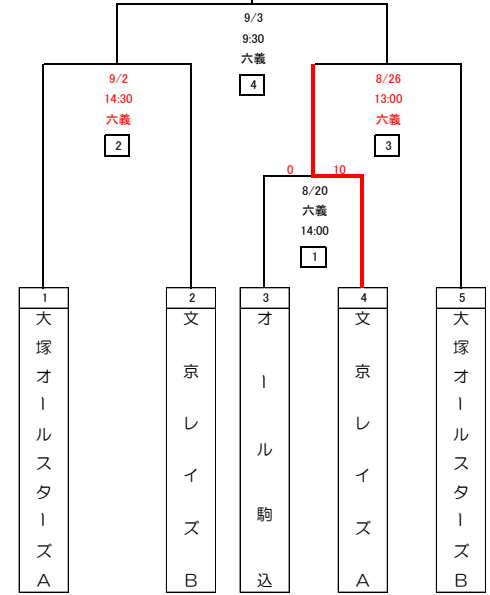 9/3
9:30
六義
4
9/2
14:30
六義
2
8/26
13:00
六義
3
0 10
8/20
六義
14:00
1
1
大塚オールスターズA
2
文京レイズB
3
オール駒込
4
文京レイズA
5
大塚オールスターズB